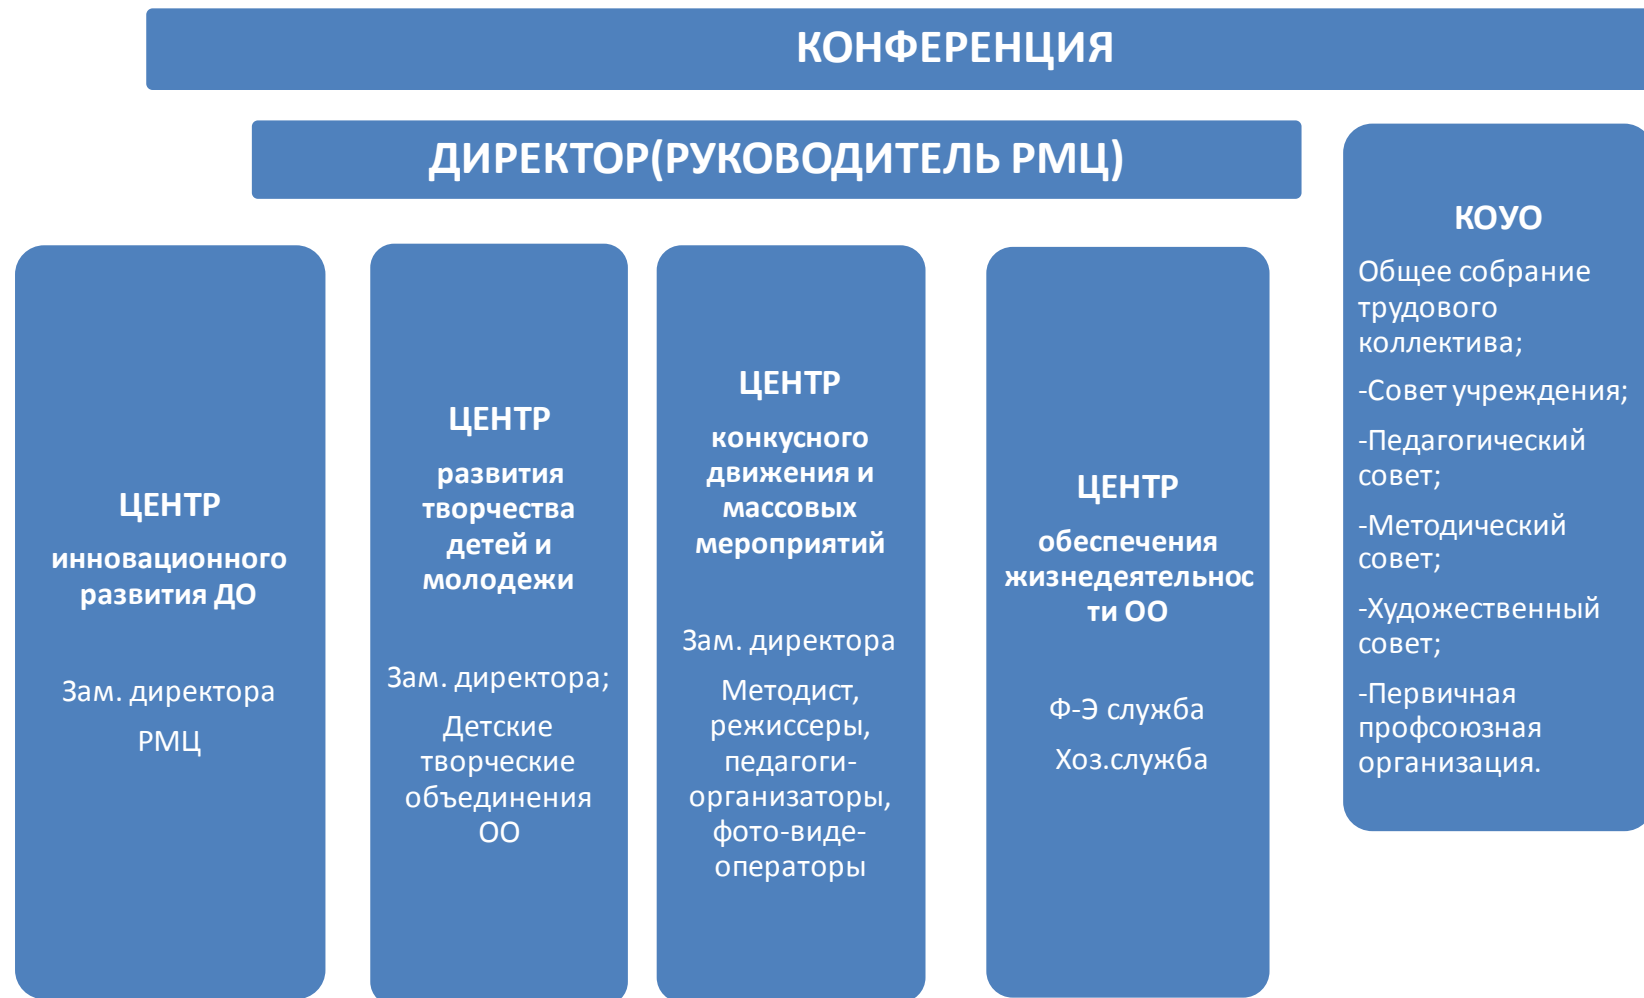 КОНФЕРЕНЦИЯ
ДИРЕКТОР(РУКОВОДИТЕЛЬ РМЦ)
ЦЕНТР
инновационного
развития ДО
Зам. директора
РМЦ
ЦЕНТР
развития
творчества
детей и
молодежи
Зам. директора;
Детские
творческие
объединения
ОО
ЦЕНТР
конкусного
движения и
массовых
мероприятий
Зам. директора
Методист,
режиссеры,
педагоги-
организаторы,
фото-виде-
операторы
ЦЕНТР
обеспечения
жизнедеятельнос
ти ОО
Ф-Э служба
Хоз.служба
КОУО
Общее собрание
трудового
коллектива;
-Совет учреждения;
-Педагогический
совет;
-Методический
совет;
-Художественный
совет;
-Первичная
профсоюзная
организация.